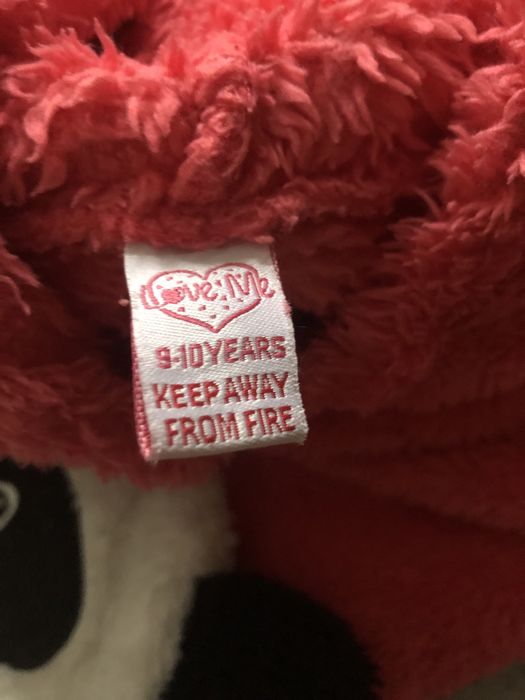 Love Me
9-10 YEARS
KEEP AWAY
FROM FIRE